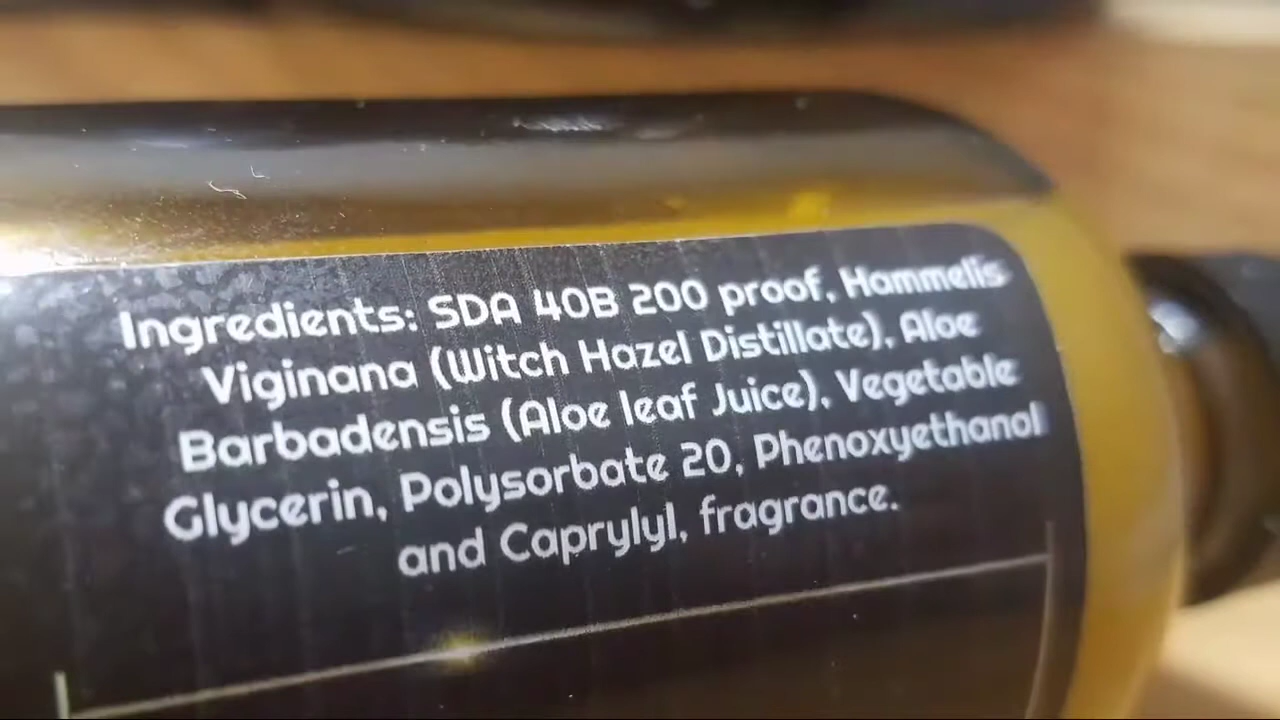 Ingredients: SDA 40B 200 proof, Hammelis
Viginana (Witch Hazel Distillate), Aloe
Barbadensis (Aloe leaf Juice), Vegetable
Glycerin, Polysorbate 20, Phenoxyethanol
and Caprylyl, fragrance.